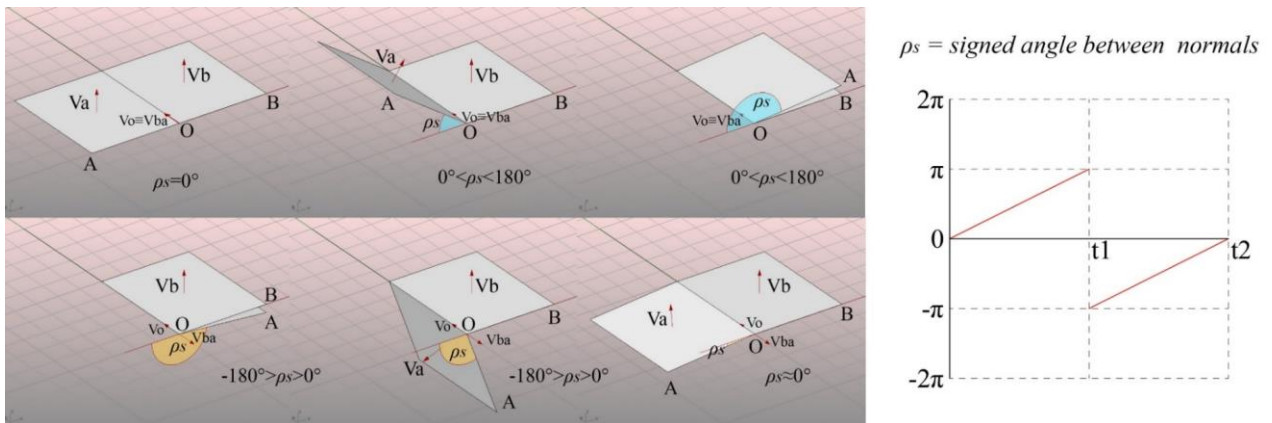 Va
Vb
Vo≡Vba
O
B
A
ρs=0°
Va
Vb
A
Vo≡Vba
B
ρs
O
0°<ρs<180°
A
ρs
B
Vo≡Vba
O
0°<ρs<180°
Vb
B
Vo
O
A
Vba
ρs
-180°>ρs>0°
Vb
Vo
O
B
Vba
ρs
Va
A
-180°>ρs>0°
Vb
Va
Vo
B
Vba
ρs
O
A
ρs≈0°
ρs = signed angle between normals
2π
π
0
t1
t2
-π
-2π